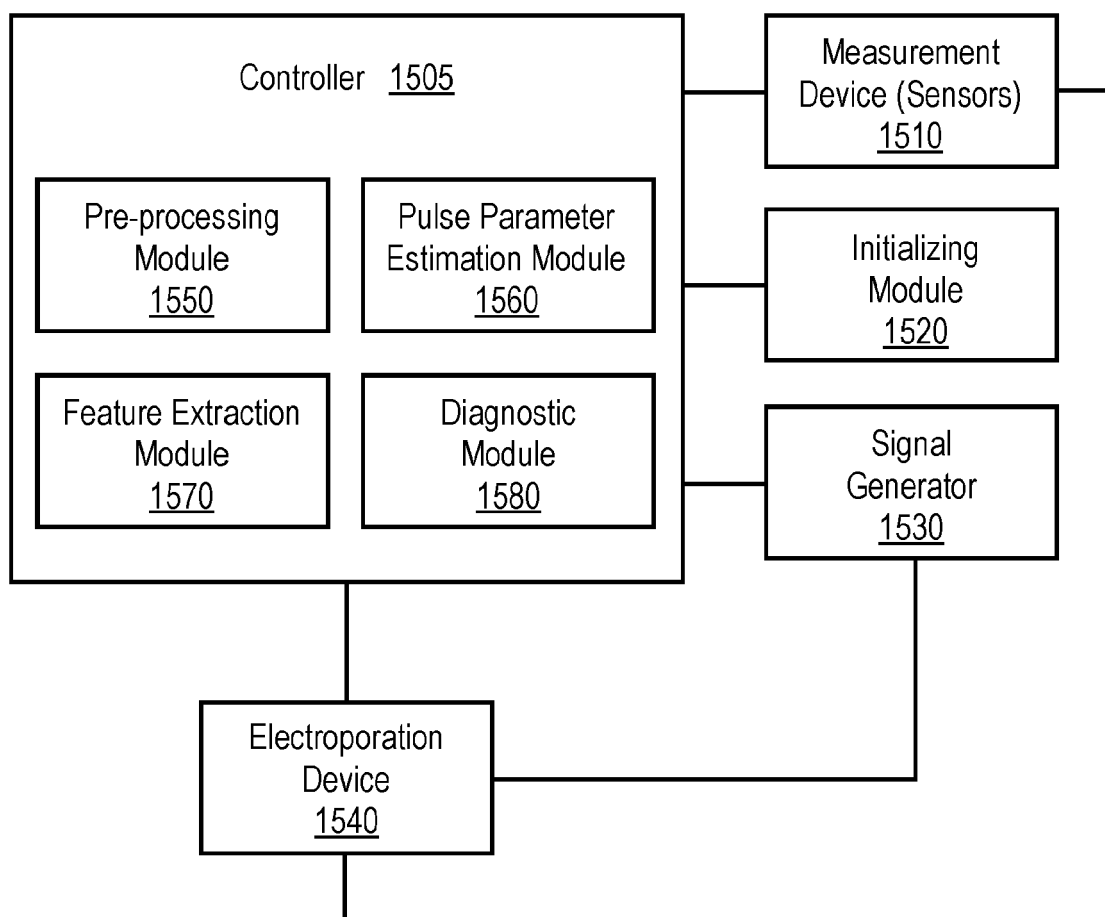 Controller 1505
Measurement
Device (Sensors)
1510
Pre-processing
Module
1550
Pulse Parameter
Estimation Module
1560
Initializing
Module
1520
Feature Extraction
Module
1570
Diagnostic
Module
1580
Signal
Generator
1530
Electroporation
Device
1540